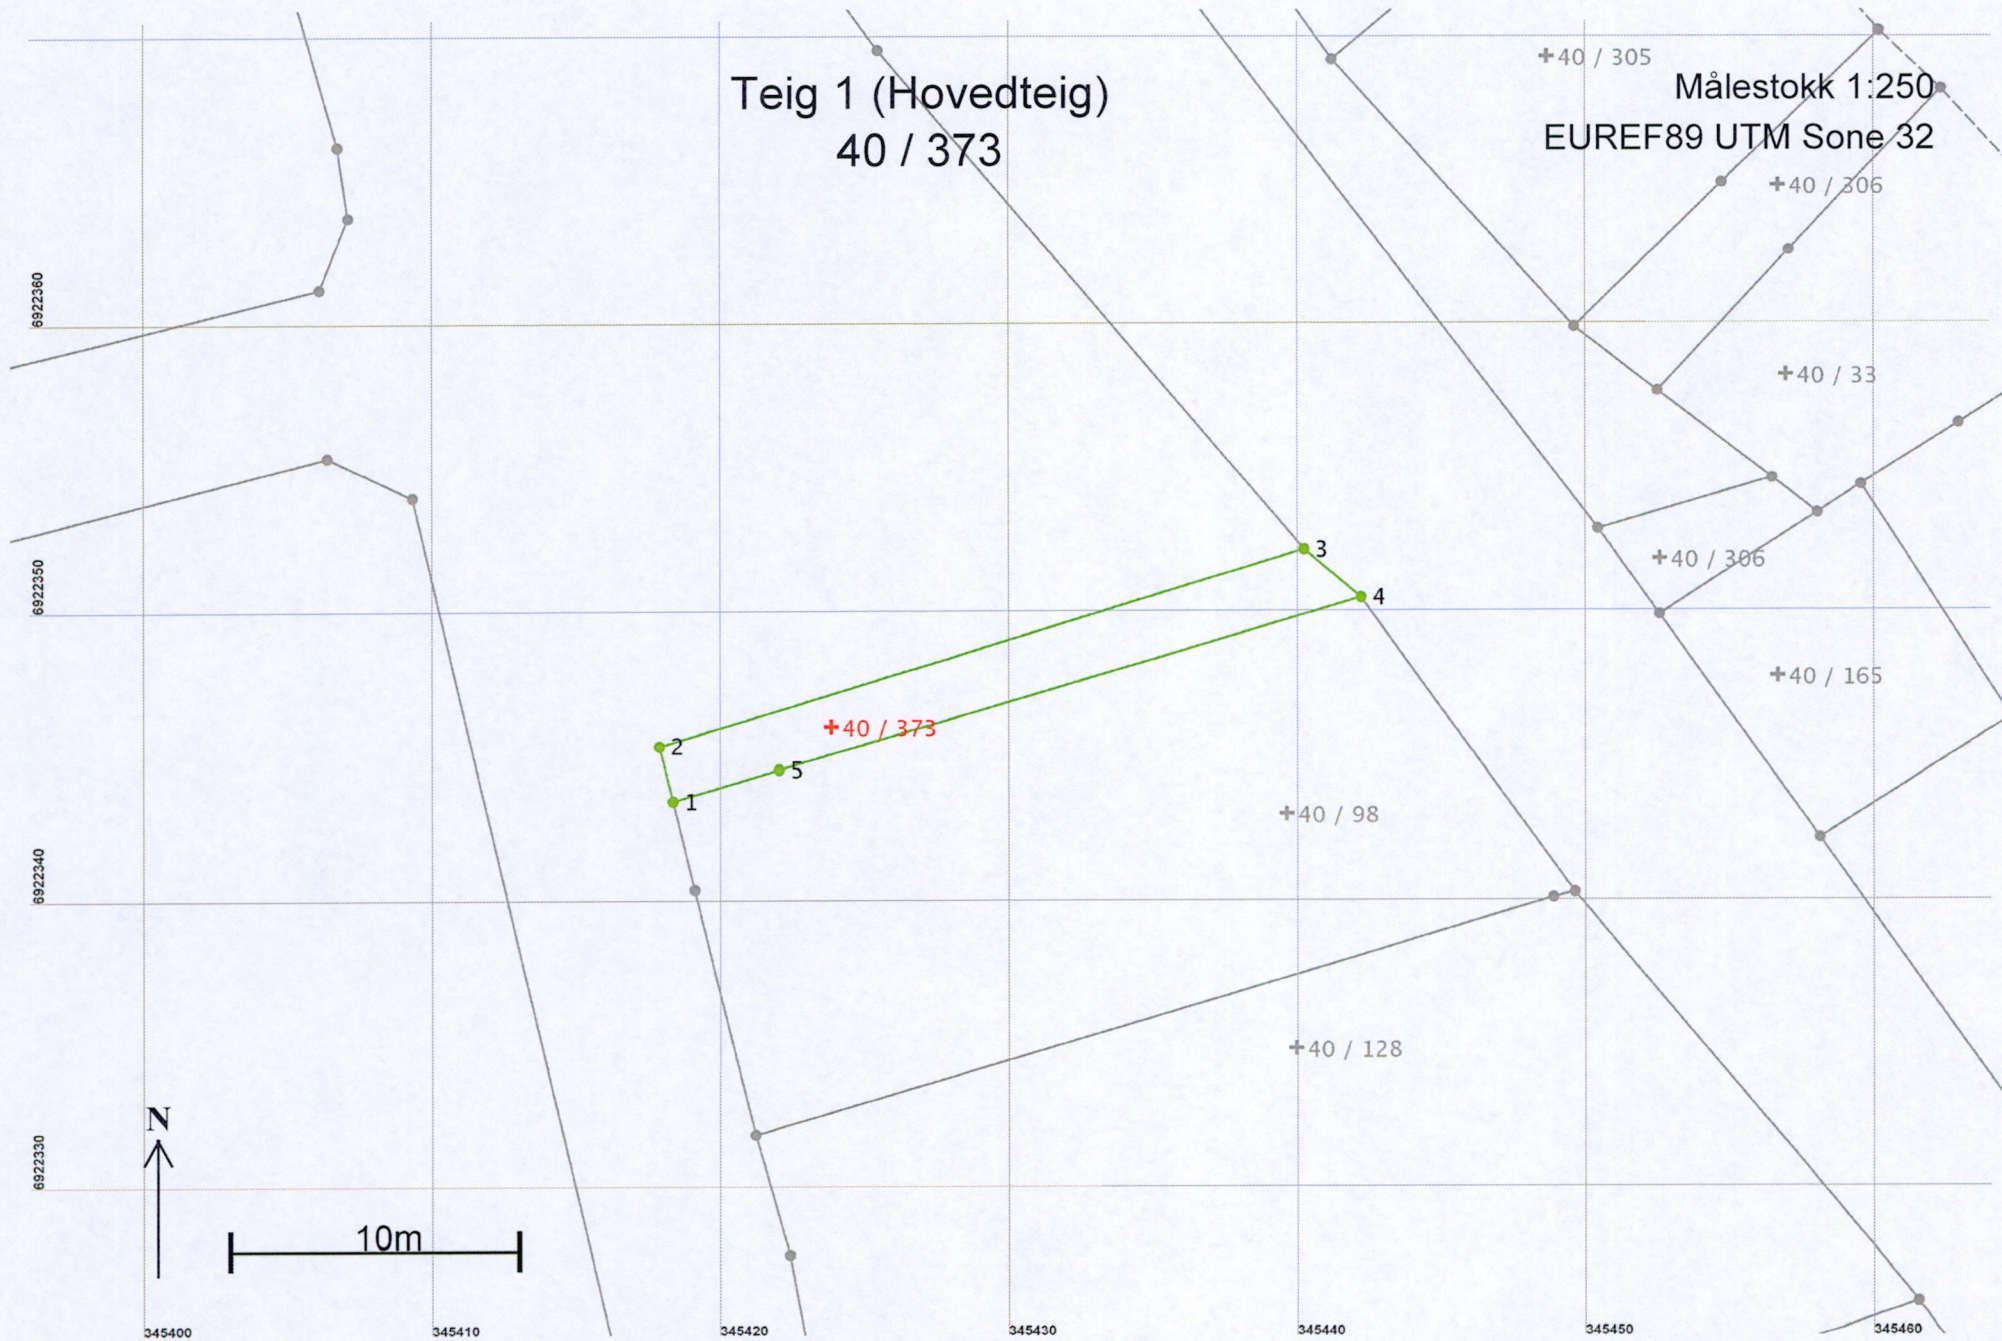 Teig 1 (Hovedteig)
40 / 373
Målestokk 1:250
EUREF89 UTM Sone 32
40 / 305
40 / 306
40 / 33
40 / 306
40 / 165
40 / 373
40 / 98
40 / 128
3
4
2
5
1
6922360
6922350
6922340
6922330
N
10m
345400
345410
345420
345430
345440
345450
345460